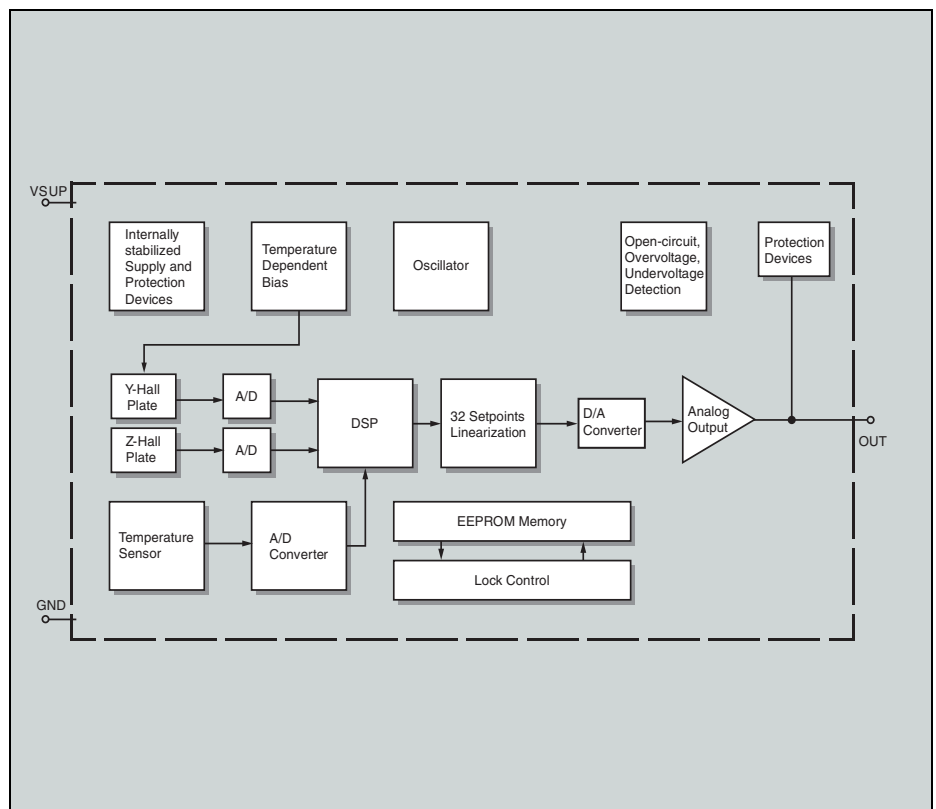 VSUP
Internally
stabilized
Supply and
Protection
Devices
Temperature
Dependent
Bias
Oscillator
Open-circuit,
Overvoltage,
Undervoltage
Detection
Protection
Devices
Y-Hall
Plate
A/D
Z-Hall
Plate
A/D
DSP
32 Setpoints
Linearization
D/A
Converter
Analog
Output
OUT
Temperature
Sensor
A/D
Converter
EEPROM Memory
Lock Control
GND